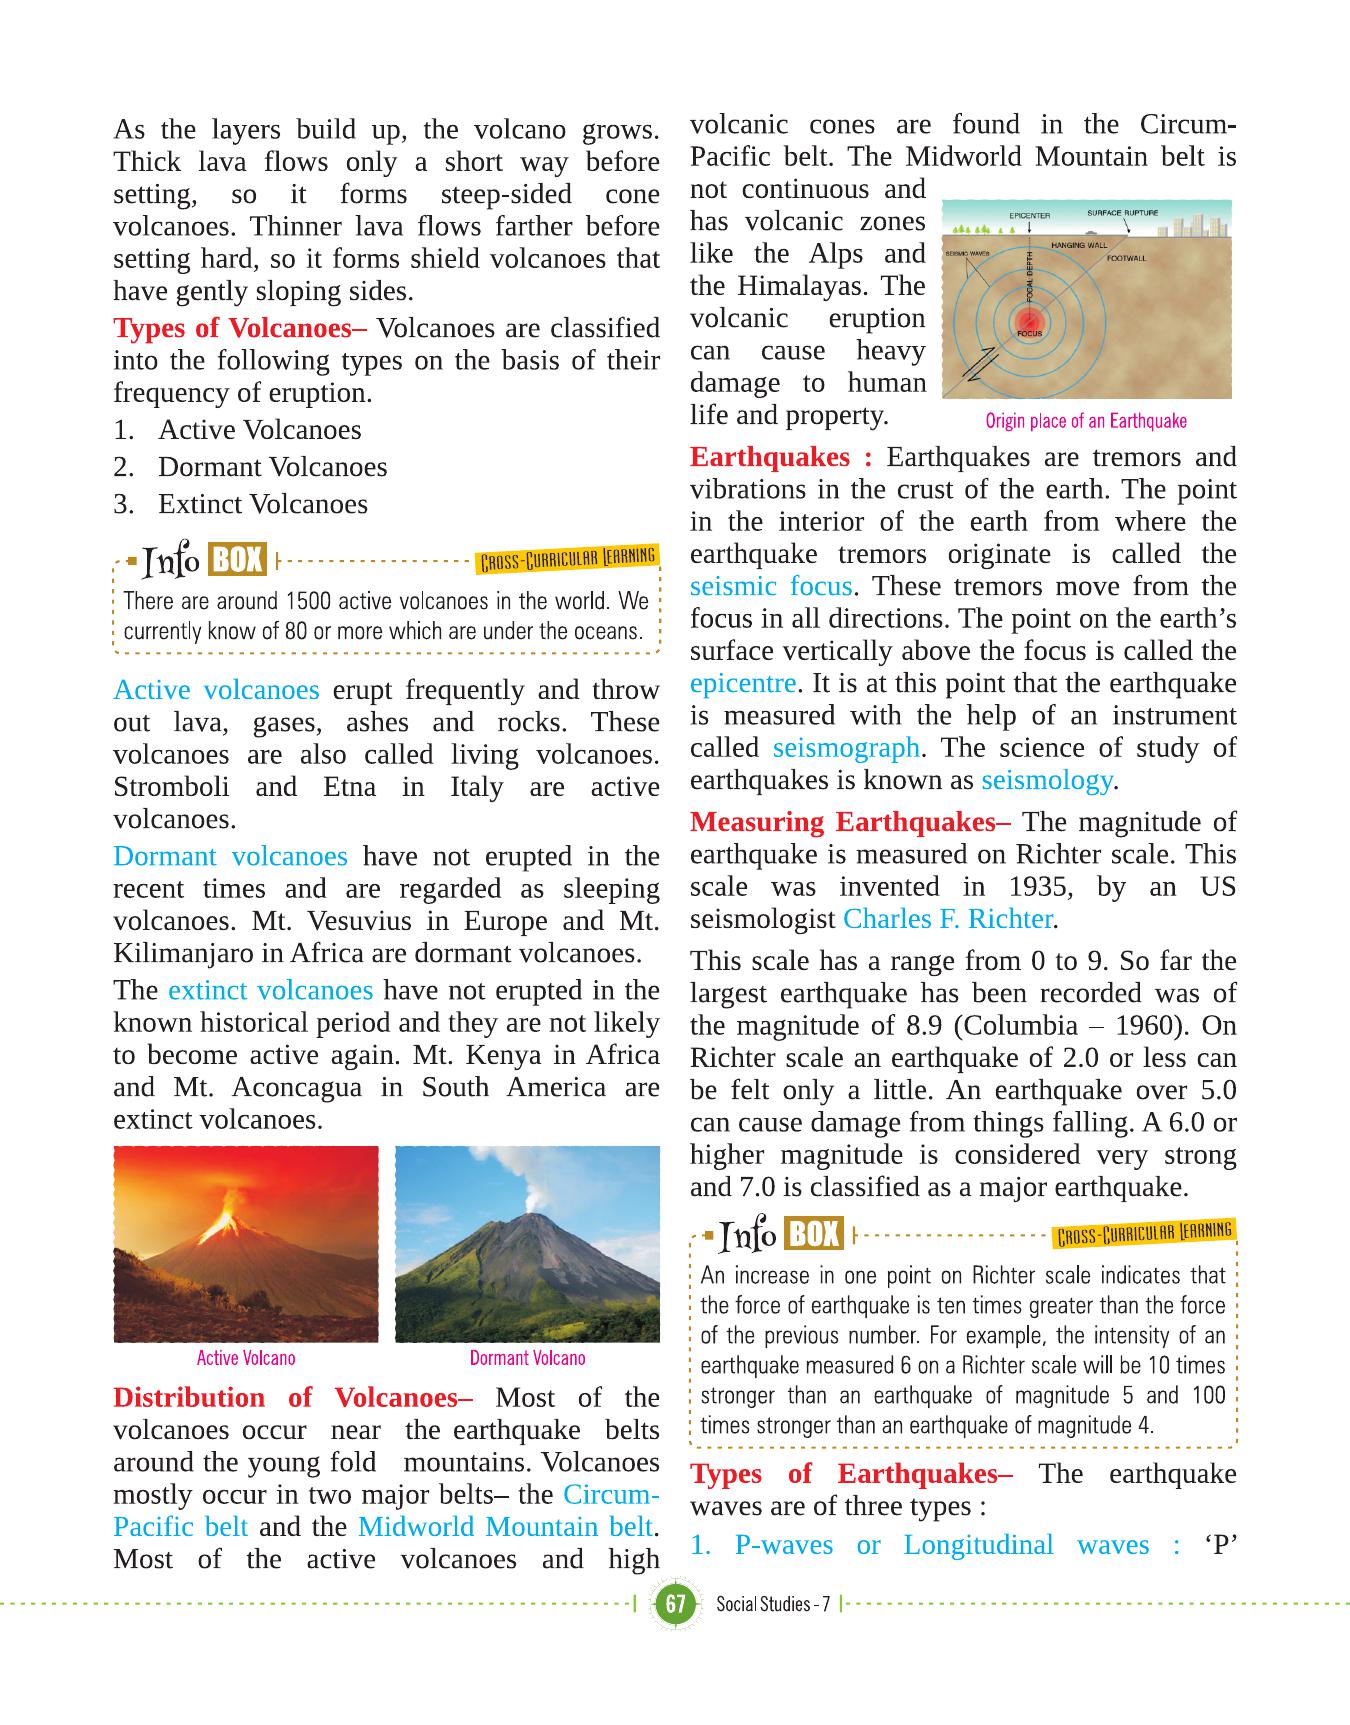 As the layers build up, the volcano grows.
Thick lava flows only a short way before
setting, so it forms steep-sided cone
volcanoes. Thinner lava flows farther before
setting hard, so it forms shield volcanoes that
have gently sloping sides.
Types of Volcanoes– Volcanoes are classified
into the following types on the basis of their
frequency of eruption.
1. Active Volcanoes
2. Dormant Volcanoes
3. Extinct Volcanoes
Info BOX
CROSS-CURRICULAR LEARNING
There are around 1500 active volcanoes in the world. We
currently know of 80 or more which are under the oceans.
Active volcanoes erupt frequently and throw
out lava, gases, ashes and rocks. These
volcanoes are also called living volcanoes.
Stromboli and Etna in Italy are active
volcanoes.
Dormant volcanoes have not erupted in the
recent times and are regarded as sleeping
volcanoes. Mt. Vesuvius in Europe and Mt.
Kilimanjaro in Africa are dormant volcanoes.
The extinct volcanoes have not erupted in the
known historical period and they are not likely
to become active again. Mt. Kenya in Africa
and Mt. Aconcagua in South America are
extinct volcanoes.
Active Volcano
Dormant Volcano
Distribution of Volcanoes– Most of the
volcanoes occur near the earthquake belts
around the young fold mountains. Volcanoes
mostly occur in two major belts– the Circum-
Pacific belt and the Midworld Mountain belt.
Most of the active volcanoes and high
volcanic cones are found in the Circum-
Pacific belt. The Midworld Mountain belt is
not continuous and
has volcanic zones
like the Alps and
the Himalayas. The
volcanic eruption
can cause heavy
damage to human
life and property.
EPICENTER
SURFACE RUPTURE
HANGING WALL
SEISMIC WAVES
FOOTWALL
FOCAL DEPTH
FOCUS
Origin place of an Earthquake
Earthquakes : Earthquakes are tremors and
vibrations in the crust of the earth. The point
in the interior of the earth from where the
earthquake tremors originate is called the
seismic focus. These tremors move from the
focus in all directions. The point on the earth’s
surface vertically above the focus is called the
epicentre. It is at this point that the earthquake
is measured with the help of an instrument
called seismograph. The science of study of
earthquakes is known as seismology.
Measuring Earthquakes– The magnitude of
earthquake is measured on Richter scale. This
scale was invented in 1935, by an US
seismologist Charles F. Richter.
This scale has a range from 0 to 9. So far the
largest earthquake has been recorded was of
the magnitude of 8.9 (Columbia – 1960). On
Richter scale an earthquake of 2.0 or less can
be felt only a little. An earthquake over 5.0
can cause damage from things falling. A 6.0 or
higher magnitude is considered very strong
and 7.0 is classified as a major earthquake.
Info BOX
CROSS-CURRICULAR LEARNING
An increase in one point on Richter scale indicates that
the force of earthquake is ten times greater than the force
of the previous number. For example, the intensity of an
earthquake measured 6 on a Richter scale will be 10 times
stronger than an earthquake of magnitude 5 and 100
times stronger than an earthquake of magnitude 4.
Types of Earthquakes– The earthquake
waves are of three types :
1. P-waves or Longitudinal waves : ‘P’
67
Social Studies - 7